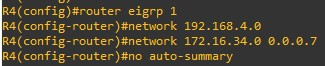 R4(config)#router eigrp 1
R4(config-router)#network 192.168.4.0
R4(config-router)#network 172.16.34.0 0.0.0.7
R4(config-router)#no auto-summary